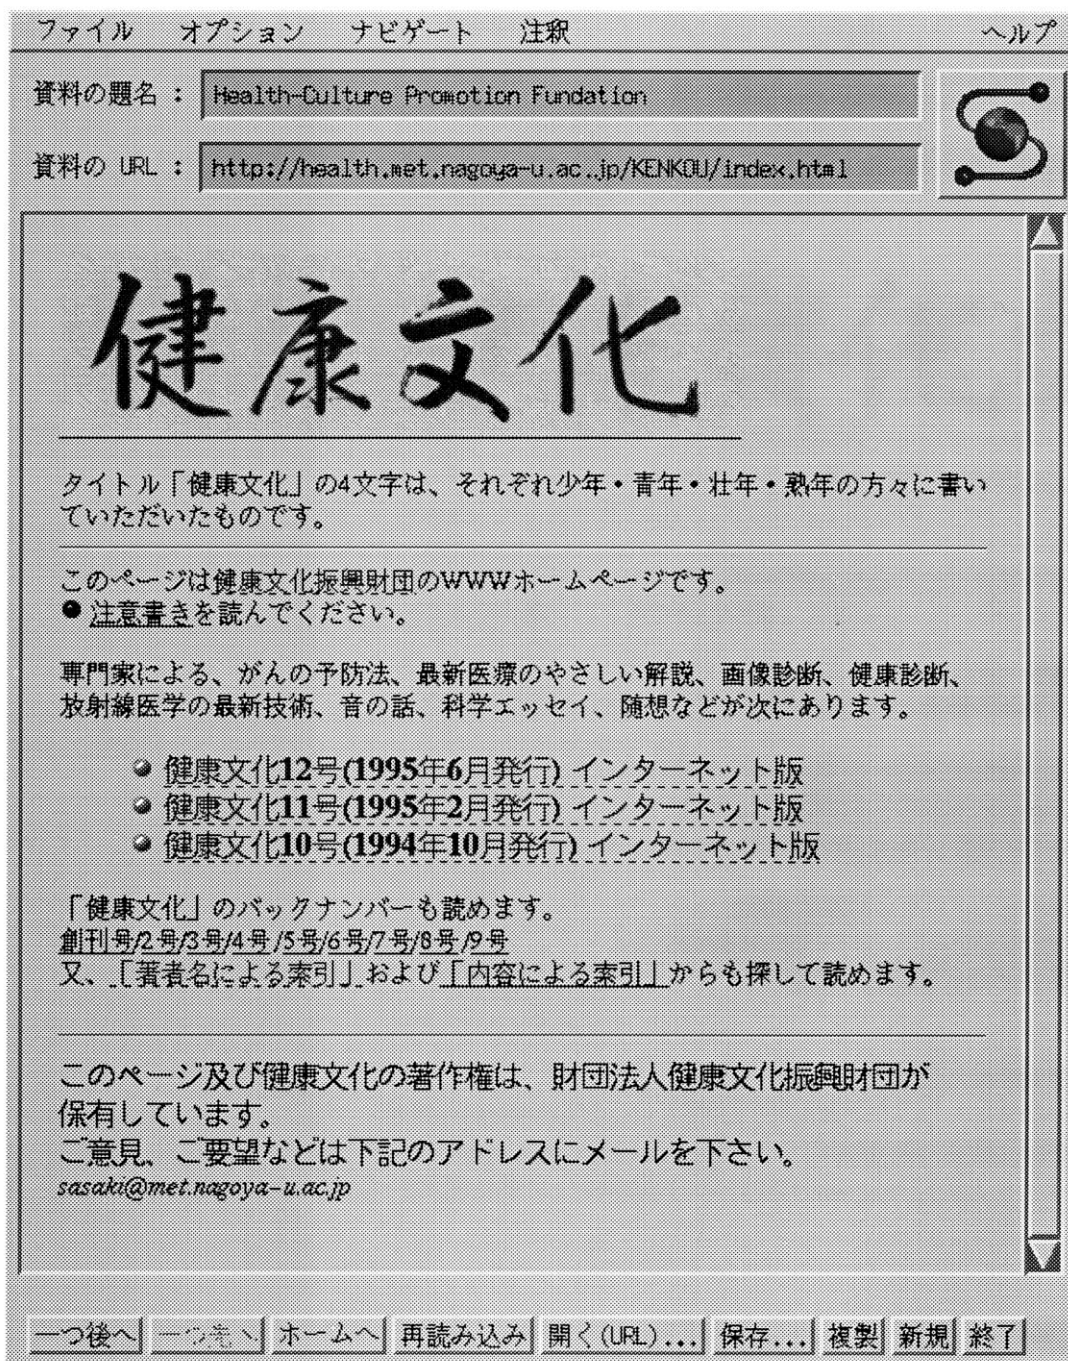 ファイル オプション ナビゲート 注釈 ヘルプ
資料の題名 : Health-Culture Promotion Fundation
資料の URL : http://health.met.nagoya-u.ac.jp/KENKOU/index.html
健康文化
タイトル「健康文化」の4文字は、それぞれ少年・青年・壮年・熟年の方々に書い
ていただいたものです。
このページは健康文化振興財団のWWWホームページです。
注意書きを読んでください。
専門家による、がんの予防法、最新医療のやさしい解説、画像診断、健康診断、
放射線医学の最新技術、音の話、科学エッセイ、随想などが次にあります。
健康文化12号(1995年6月発行) インターネット版
健康文化11号(1995年2月発行) インターネット版
健康文化10号(1994年10月発行) インターネット版
「健康文化」のバックナンバーも読めます。
創刊号/2号/3号/4号 /5号/6号/7号/8号 /9号
又、「著者名による索引」および「内容による索引」からも探して読めます。
このページ及び健康文化の著作権は、財団法人健康文化振興財団が
保有しています。
ご意見、ご要望などは下記のアドレスにメールを下さい。
sasaki@met.nagoya-u.ac.jp
一つ後へ 一つ先へ ホームへ 再読み込み 開く(URL)... 保存... 複製 新規 終了